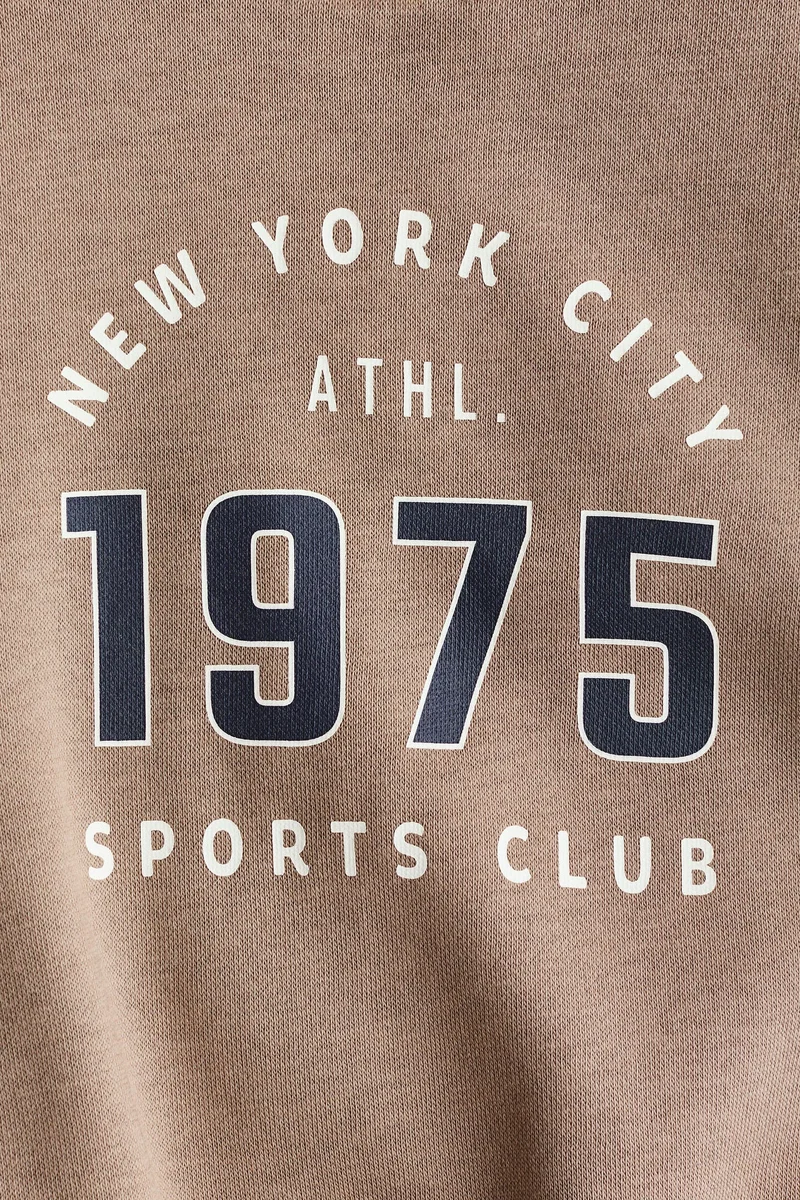 NEW YORK CITY
ATHL.
1975
SPORTS CLUB